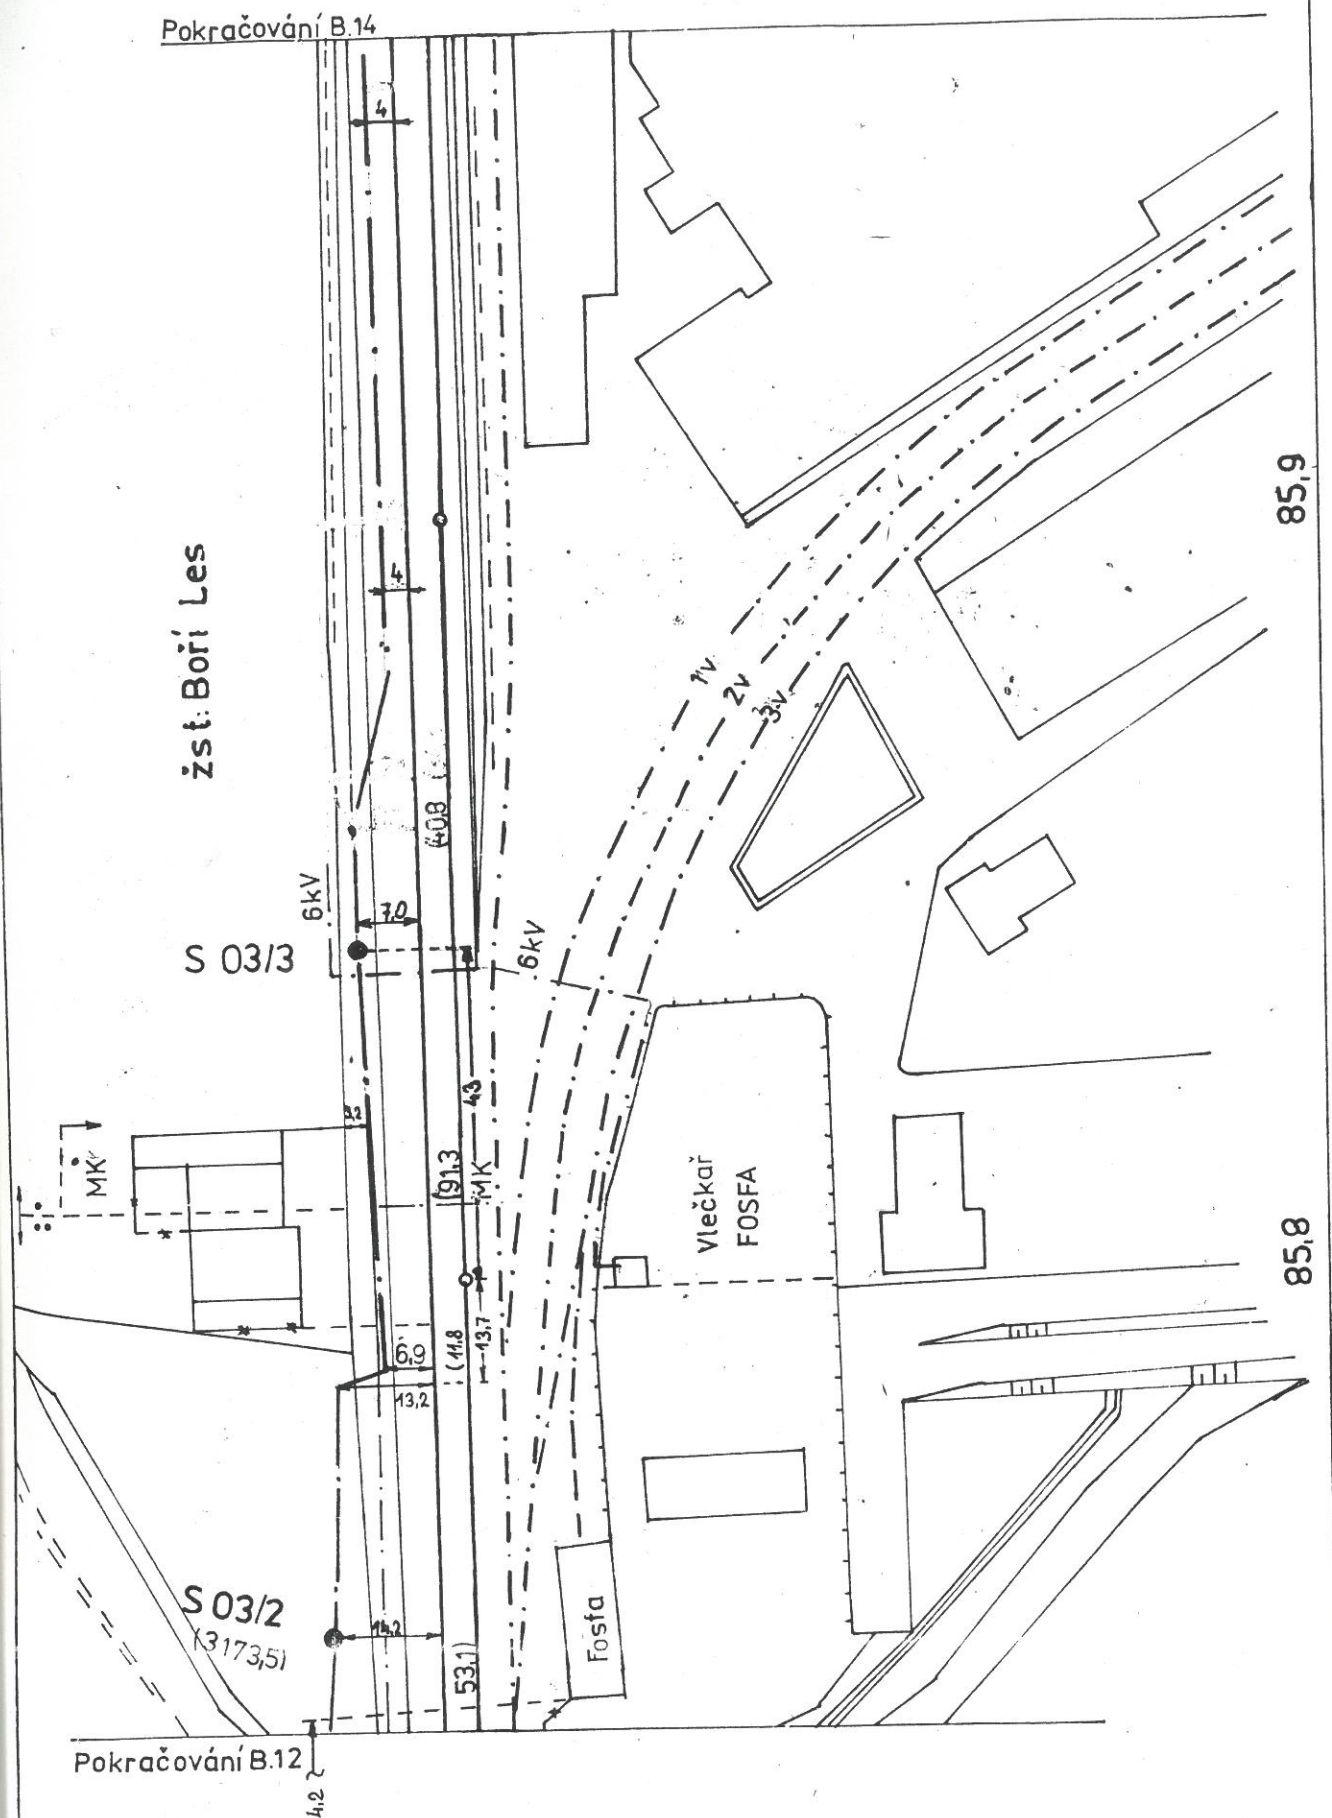 Pokračování B.14
4
85,9
žst. Boří Les
4
1v
2v
3v
(40,8
6kV
7,0
S 03/3
6kV
43
3,2
MK
(91,3
MK
Vlečkař
FOSFA
85,8
6,9
(11,8
13,7
13,2
S 03/2
(3173,5)
14,2
53,1)
Fosfa
Pokračování B.12
4,2